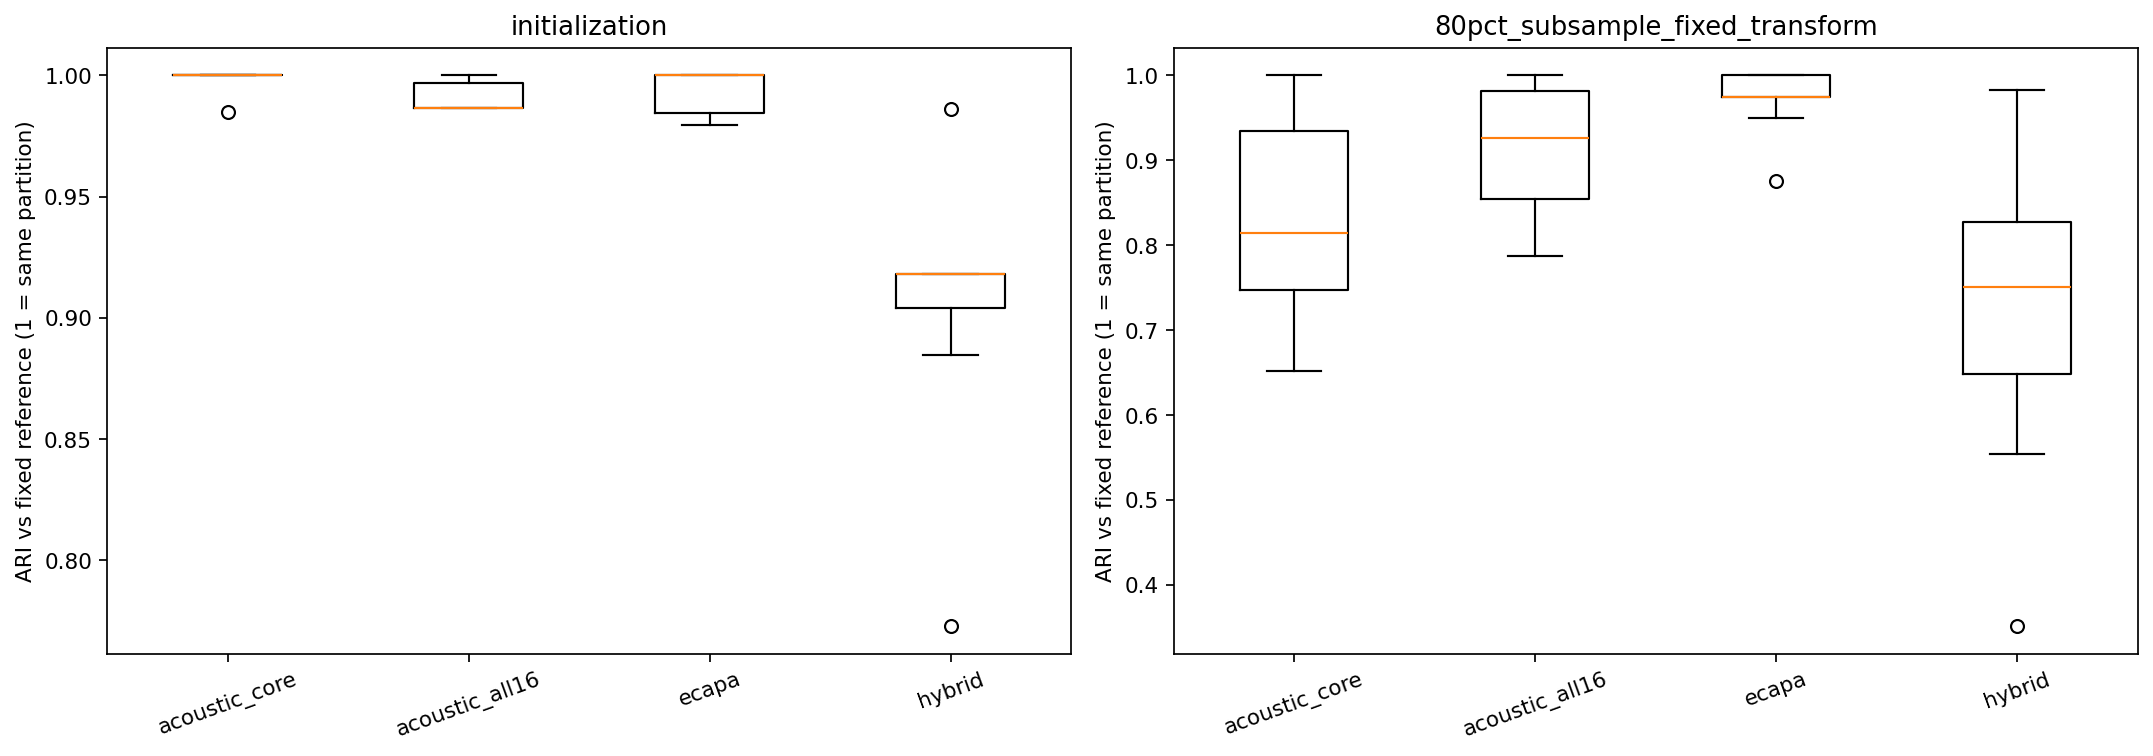 initialization
ARI vs fixed reference (1 = same partition)
1.00
0.95
0.90
0.85
0.80
acoustic_core
acoustic_all16
ecapa
hybrid
80pct_subsample_fixed_transform
ARI vs fixed reference (1 = same partition)
1.0
0.9
0.8
0.7
0.6
0.5
0.4
acoustic_core
acoustic_all16
ecapa
hybrid